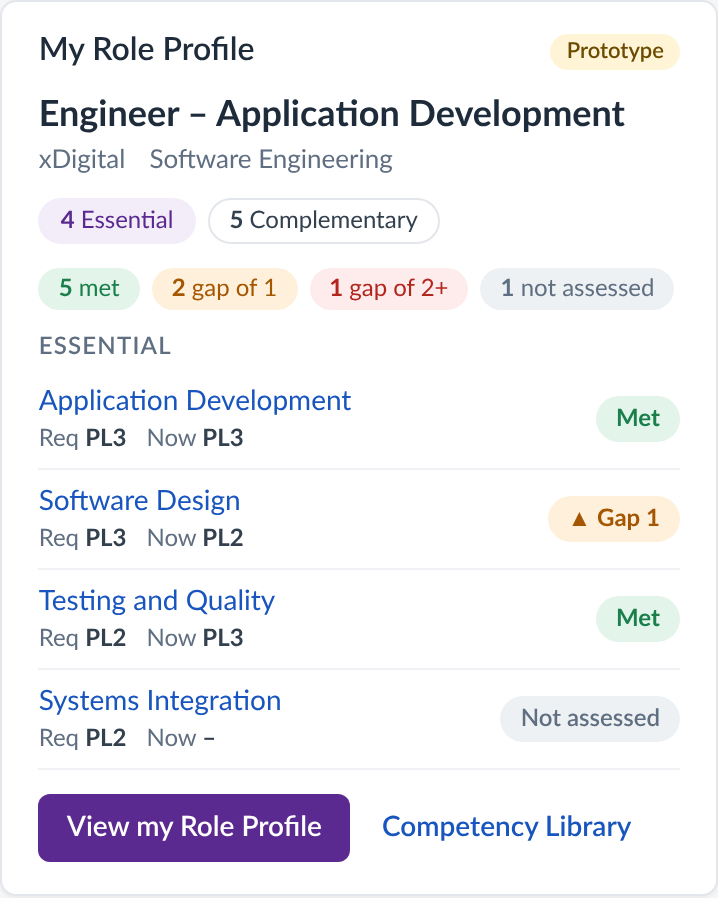 My Role Profile
Prototype
Engineer – Application Development
xDigital Software Engineering
4 Essential 5 Complementary
5 met 2 gap of 1 1 gap of 2+ 1 not assessed
ESSENTIAL
Application Development
Req PL3 Now PL3
Met
Software Design
Req PL3 Now PL2
▲ Gap 1
Testing and Quality
Req PL2 Now PL3
Met
Systems Integration
Req PL2 Now –
Not assessed
View my Role Profile Competency Library